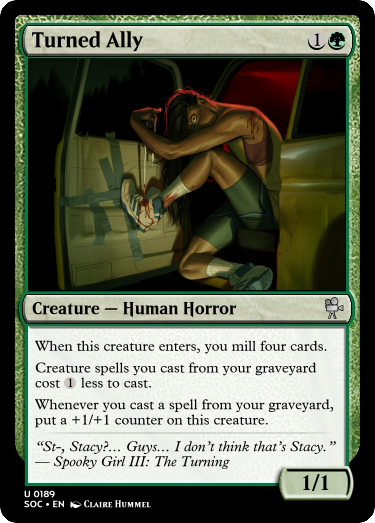 Turned Ally 1
Creature — Human Horror
When this creature enters, you mill four cards.
Creature spells you cast from your graveyard
cost 1 less to cast.
Whenever you cast a spell from your graveyard,
put a +1/+1 counter on this creature.
“St-, Stacy?... Guys... I don't think that's Stacy.”
— Spooky Girl III: The Turning
1/1
U 0189
SOC • EN Claire Hummel